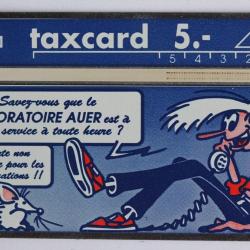 taxcard 5.-
5 4 3 2
Savez-vous que le
ORATOIRE AUER est à
service à toute heure ?
te non
pour les
ations !!